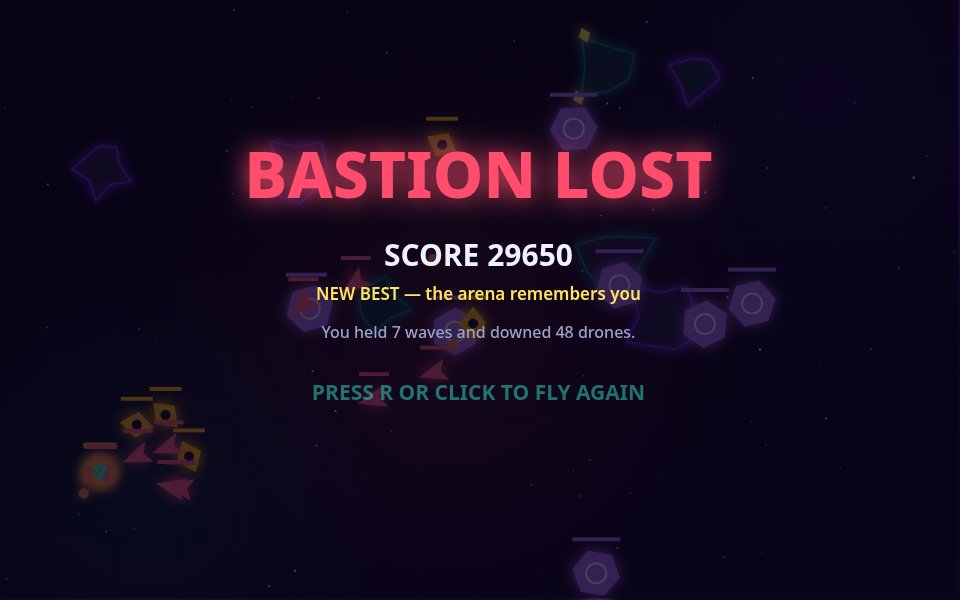 BASTION LOST
SCORE 29650
NEW BEST — the arena remembers you
You held 7 waves and downed 48 drones.
PRESS R OR CLICK TO FLY AGAIN